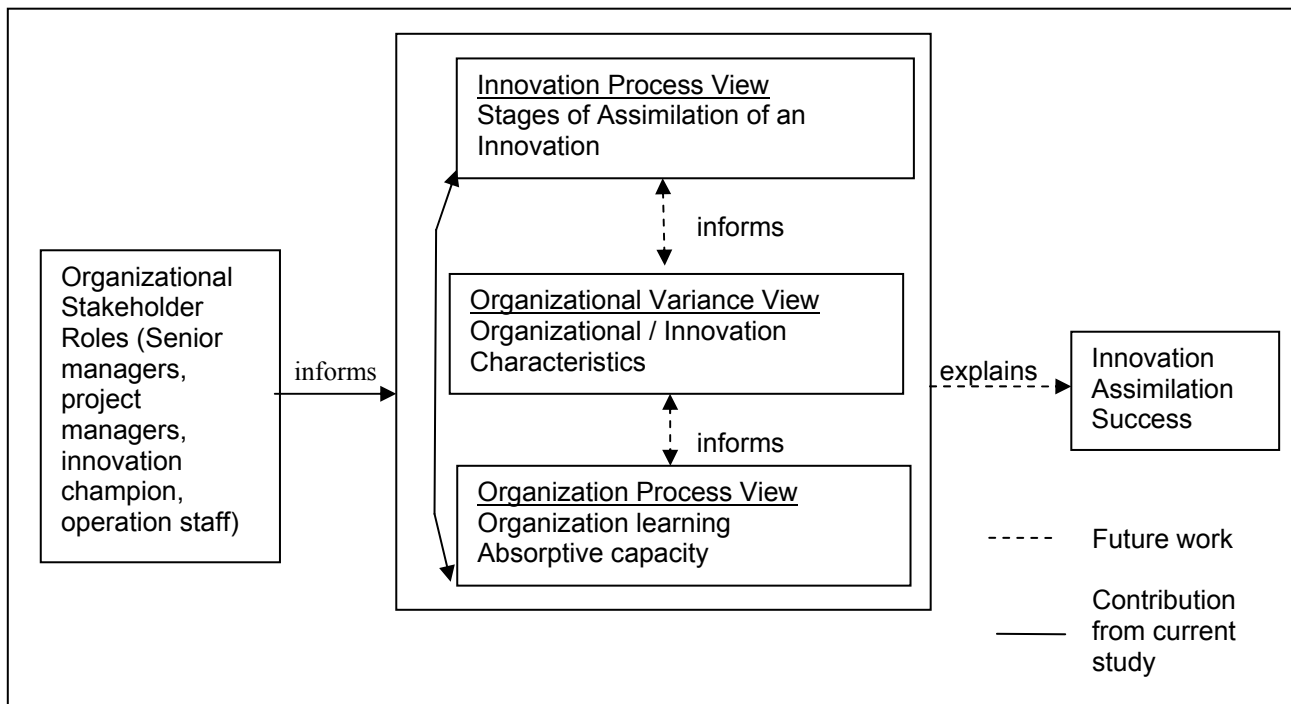 Innovation Process View
Stages of Assimilation of an
Innovation
informs
Organizational
Stakeholder
Roles (Senior
managers,
project
managers,
innovation
champion,
operation staff)
informs
Organizational Variance View
Organizational / Innovation
Characteristics
explains
Innovation
Assimilation
Success
informs
Organization Process View
Organization learning
Absorptive capacity
Future work
Contribution
from current
study